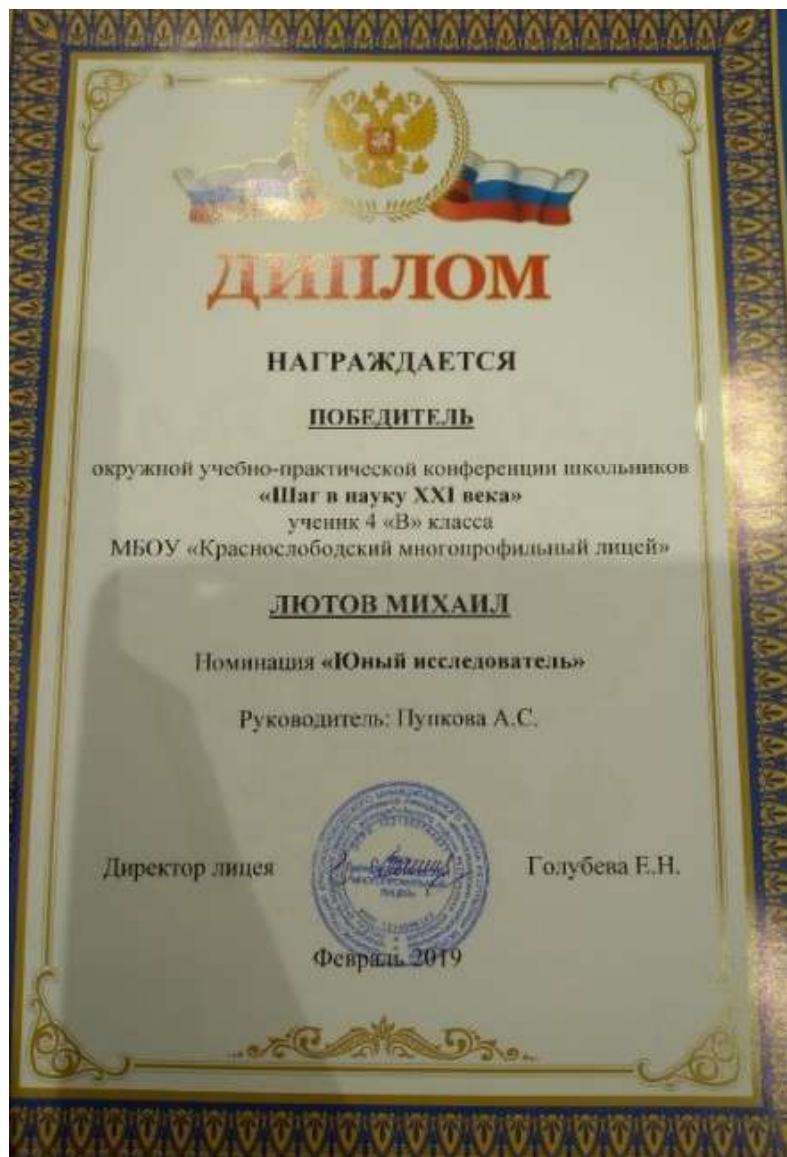 ДИПЛОМ
НАГРАЖДАЕТСЯ
ПОБЕДИТЕЛЬ
окружной учебно-практической конференции школьников
«Шаг в науку XXI века»
ученик 4 «В» класса
МБОУ «Краснослободский многопрофильный лицей»
ЛЮТОВ МИХАИЛ
Номинация «Юный исследователь»
Руководитель: Пупкова А.С.
Директор лицея Голубева Е.Н.
Февраль 2019